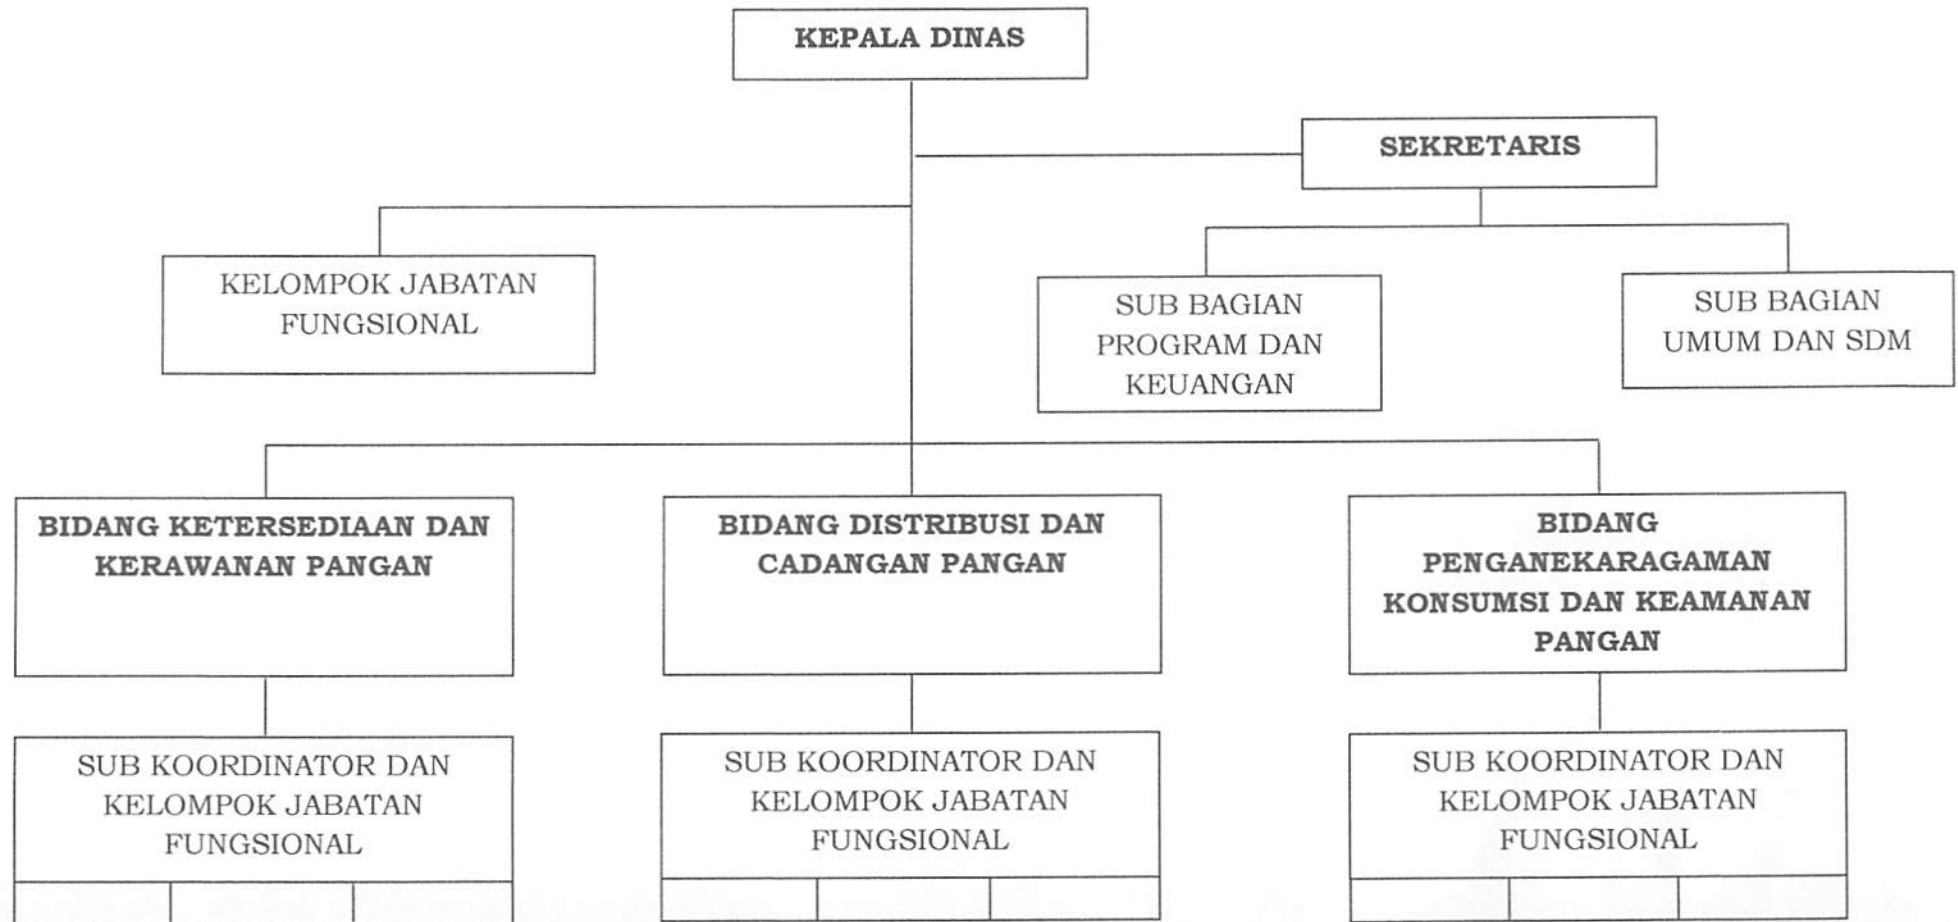 KEPALA DINAS
SEKRETARIS
KELOMPOK JABATAN
FUNGSIONAL
SUB BAGIAN
PROGRAM DAN
KEUANGAN
SUB BAGIAN
UMUM DAN SDM
BIDANG KETERSEDIAAN DAN
KERAWANAN PANGAN
BIDANG DISTRIBUSI DAN
CADANGAN PANGAN
BIDANG
PENGANEKARAGAMAN
KONSUMSI DAN KEAMANAN
PANGAN
SUB KOORDINATOR DAN
KELOMPOK JABATAN
FUNGSIONAL
SUB KOORDINATOR DAN
KELOMPOK JABATAN
FUNGSIONAL
SUB KOORDINATOR DAN
KELOMPOK JABATAN
FUNGSIONAL